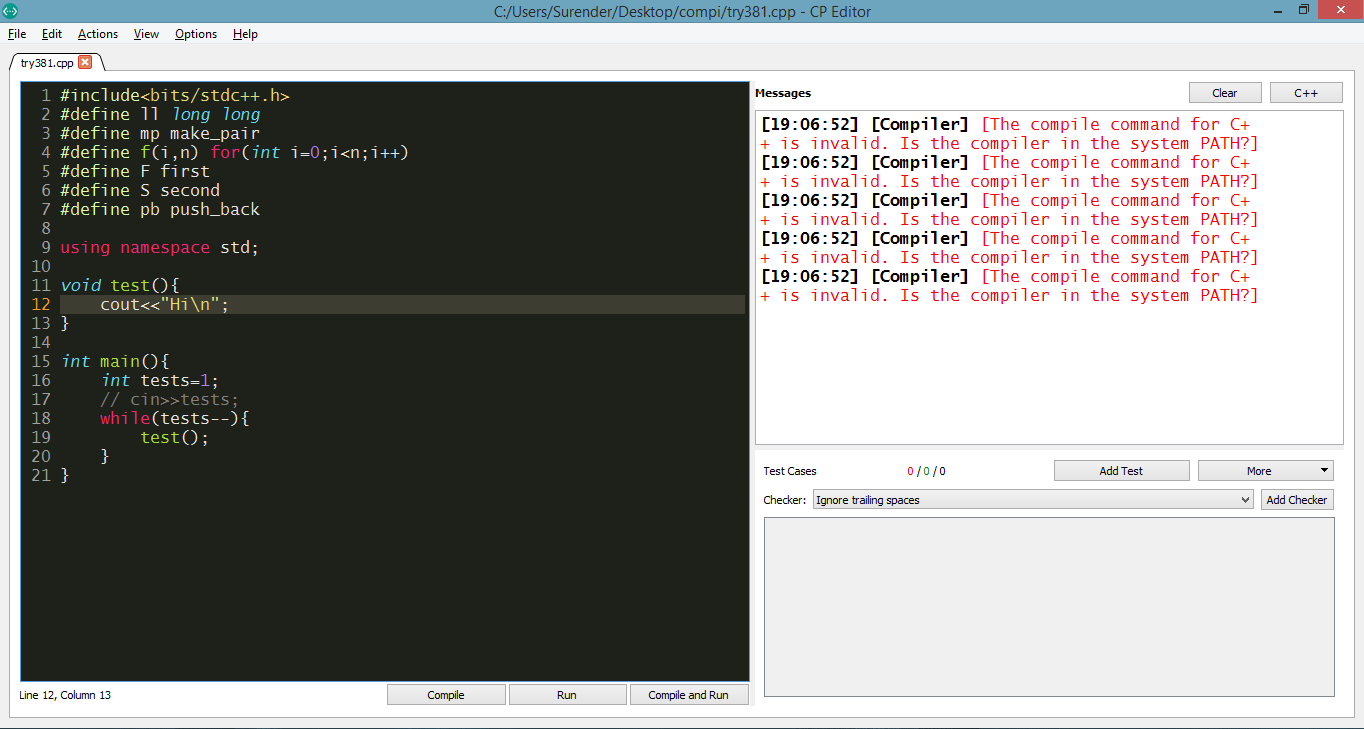 C:/Users/Surender/Desktop/compi/try381.cpp - CP Editor
File Edit Actions View Options Help
try381.cpp
1 #include<bits/stdc++.h>
2 #define ll long long
3 #define mp make_pair
4 #define f(i,n) for(int i=0;i<n;i++)
5 #define F first
6 #define S second
7 #define pb push_back
8
9 using namespace std;
10
11 void test(){
12     cout<<"Hi\n";
13 }
14
15 int main(){
16     int tests=1;
17     // cin>>tests;
18     while(tests--){
19         test();
20     }
21 }
Line 12, Column 13
Compile Run Compile and Run
Messages Clear C++
[19:06:52] [Compiler] [The compile command for C+
+ is invalid. Is the compiler in the system PATH?]
[19:06:52] [Compiler] [The compile command for C+
+ is invalid. Is the compiler in the system PATH?]
[19:06:52] [Compiler] [The compile command for C+
+ is invalid. Is the compiler in the system PATH?]
[19:06:52] [Compiler] [The compile command for C+
+ is invalid. Is the compiler in the system PATH?]
[19:06:52] [Compiler] [The compile command for C+
+ is invalid. Is the compiler in the system PATH?]
Test Cases 0 / 0 / 0 Add Test More
Checker: Ignore trailing spaces Add Checker